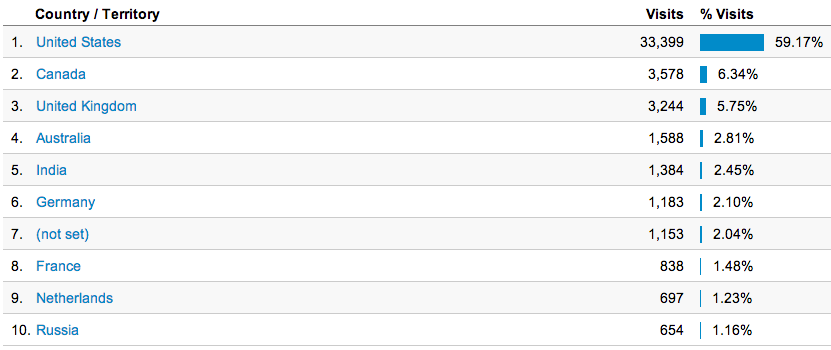 Country / Territory Visits % Visits
1. United States 33,399 59.17%
2. Canada 3,578 6.34%
3. United Kingdom 3,244 5.75%
4. Australia 1,588 2.81%
5. India 1,384 2.45%
6. Germany 1,183 2.10%
7. (not set) 1,153 2.04%
8. France 838 1.48%
9. Netherlands 697 1.23%
10. Russia 654 1.16%